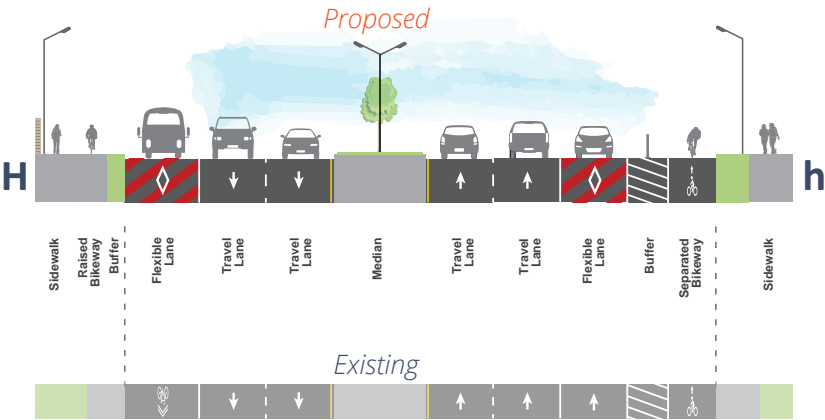 Proposed
H
h
Sidewalk
Raised
Bikeway
Buffer
Flexible
Lane
Travel
Lane
Travel
Lane
Median
Travel
Lane
Travel
Lane
Flexible
Lane
Buffer
Separated
Bikeway
Sidewalk
Existing